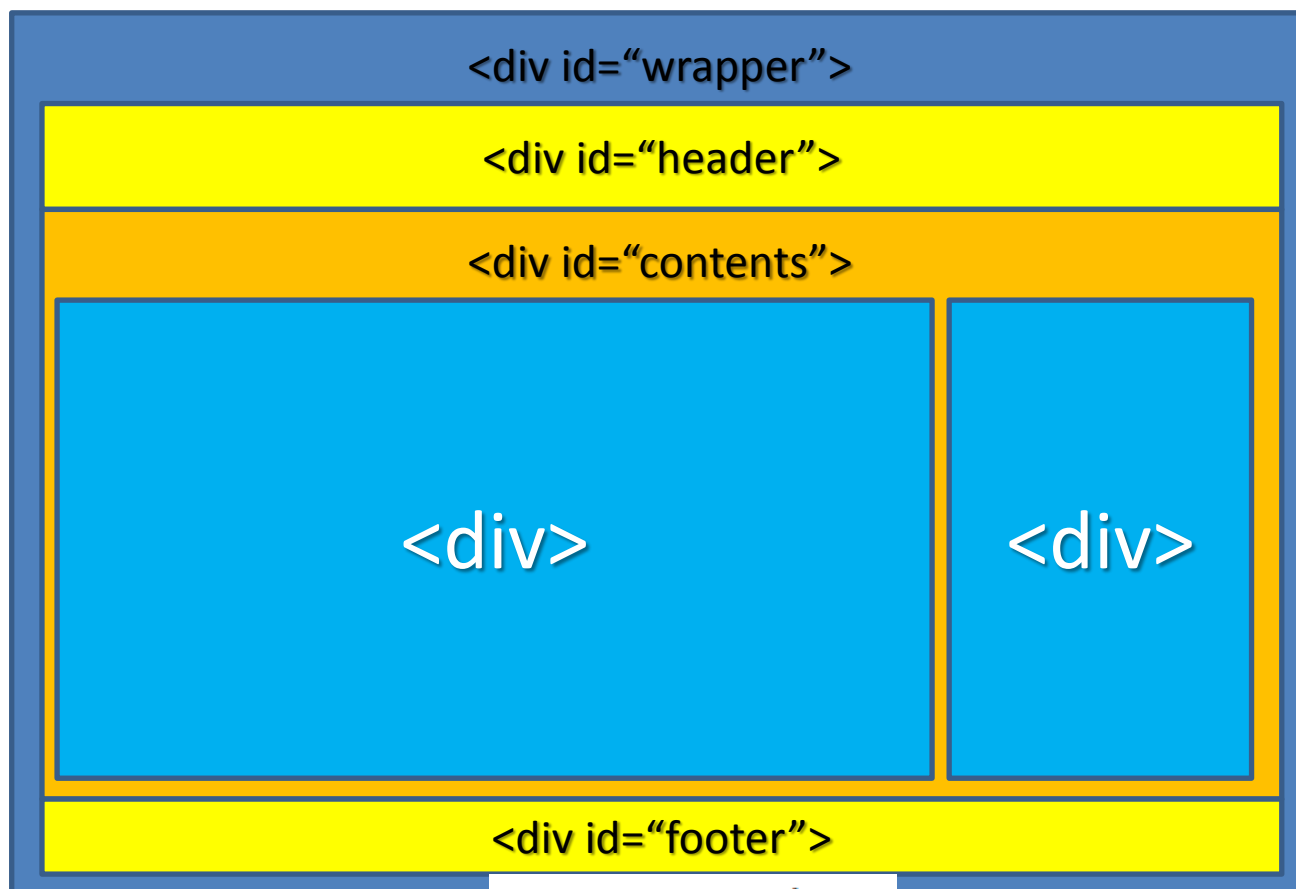 <div id=“wrapper”>
<div id=“header”>
<div id=“contents”>
<div> <div>
<div id=“footer”>